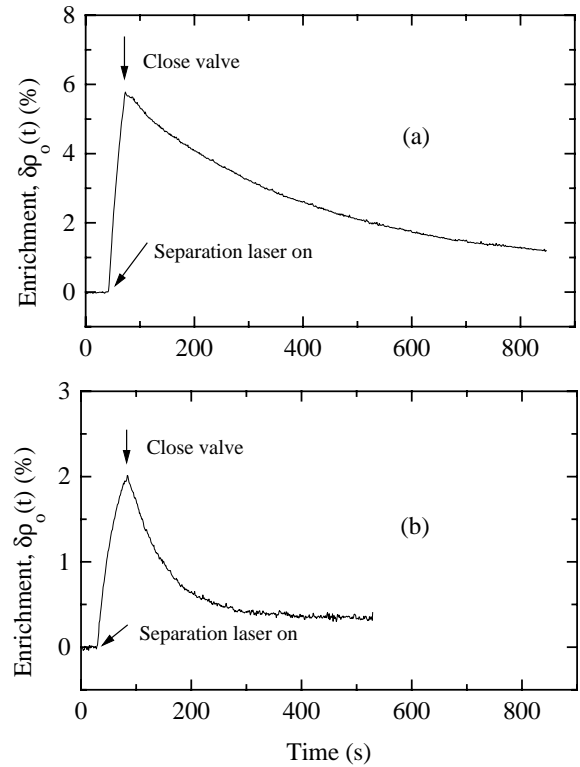 8
Close valve
6
(a)
4
2
Separation laser on
0
Enrichment, δρo(t) (%)
0 200 400 600 800
3
Close valve
2
(b)
1
Separation laser on
0
Enrichment, δρo(t) (%)
0 200 400 600 800
Time (s)